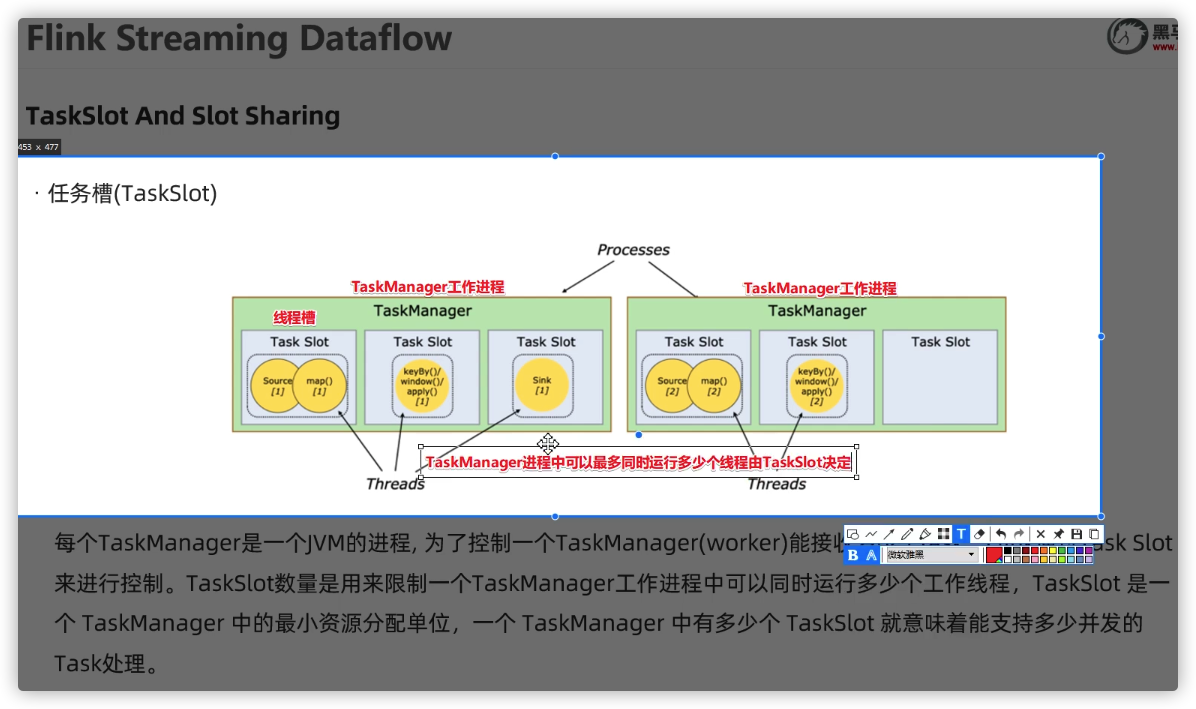 Flink Streaming Dataflow
黑马
www.
TaskSlot And Slot Sharing
453 x 477
· 任务槽(TaskSlot)
Processes
TaskManager工作进程
TaskManager工作进程
TaskManager
TaskManager
线程槽
Task Slot
Task Slot
Task Slot
Task Slot
Task Slot
Task Slot
Source
[1]
map()
[1]
keyBy()/
window()/
apply()
[1]
Sink
[1]
Source
[2]
map()
[2]
keyBy()/
window()/
apply()
[2]
TaskManager进程中可以最多同时运行多少个线程由TaskSlot决定
Threads
Threads
T
B A 微软雅黑
每个TaskManager是一个JVM的进程, 为了控制一个TaskManager(worker)能接收 ask Slot
来进行控制。TaskSlot数量是用来限制一个TaskManager工作进程中可以同时运行多少个工作线程，TaskSlot 是一
个 TaskManager 中的最小资源分配单位，一个 TaskManager 中有多少个 TaskSlot 就意味着能支持多少并发的
Task处理。